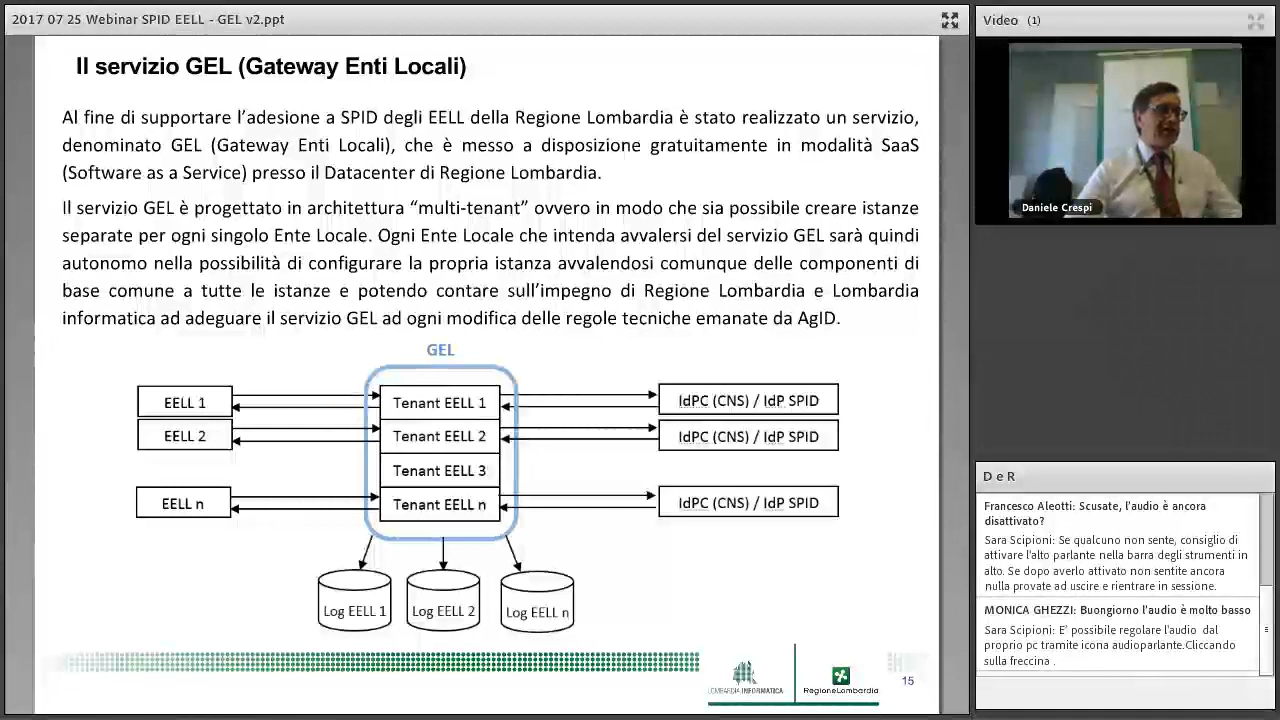 2017 07 25 Webinar SPID EELL - GEL v2.ppt
Il servizio GEL (Gateway Enti Locali)
Al fine di supportare l’adesione a SPID degli EELL della Regione Lombardia è stato realizzato un servizio,
denominato GEL (Gateway Enti Locali), che è messo a disposizione gratuitamente in modalità SaaS
(Software as a Service) presso il Datacenter di Regione Lombardia.
Il servizio GEL è progettato in architettura “multi-tenant” ovvero in modo che sia possibile creare istanze
separate per ogni singolo Ente Locale. Ogni Ente Locale che intenda avvalersi del servizio GEL sarà quindi
autonomo nella possibilità di configurare la propria istanza avvalendosi comunque delle componenti di
base comune a tutte le istanze e potendo contare sull’impegno di Regione Lombardia e Lombardia
informatica ad adeguare il servizio GEL ad ogni modifica delle regole tecniche emanate da AgID.
GEL
EELL 1
Tenant EELL 1
IdPC (CNS) / IdP SPID
EELL 2
Tenant EELL 2
IdPC (CNS) / IdP SPID
Tenant EELL 3
EELL n
Tenant EELL n
IdPC (CNS) / IdP SPID
Log EELL 1
Log EELL 2
Log EELL n
LOMBARDIA INFORMATICA
RegioneLombardia
15
Video (1)
Daniele Crespi
D e R
Francesco Aleotti: Scusate, l'audio è ancora
disattivato?
Sara Scipioni: Se qualcuno non sente, consiglio di
attivare l'alto parlante nella barra degli strumenti in
alto. Se dopo averlo attivato non sentite ancora
nulla provate ad uscire e rientrare in sessione.
MONICA GHEZZI: Buongiorno l'audio è molto basso
Sara Scipioni: E' possibile regolare l'audio dal
proprio pc tramite icona audioparlante.Cliccando
sulla freccina .